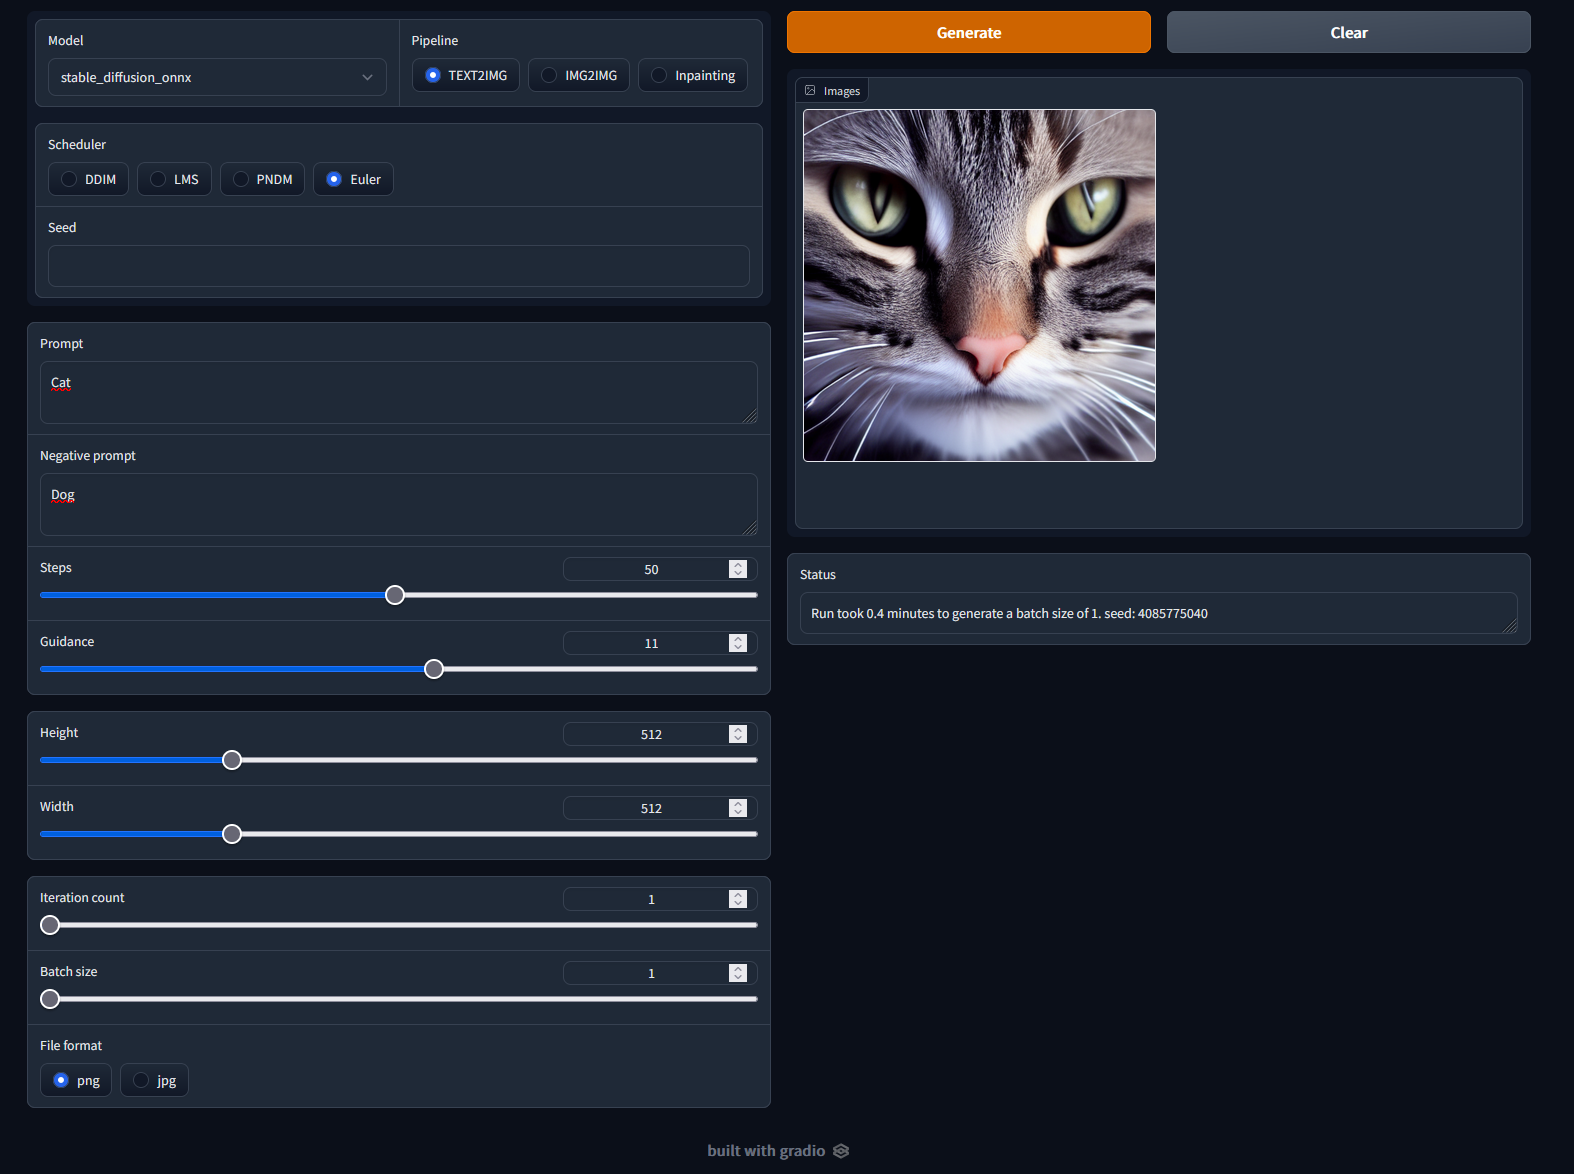 Model
stable_diffusion_onnx
Pipeline
TEXT2IMG
IMG2IMG
Inpainting
Scheduler
DDIM
LMS
PNDM
Euler
Seed
Prompt
Cat
Negative prompt
Dog
Steps
50
Guidance
11
Height
512
Width
512
Iteration count
1
Batch size
1
File format
png
jpg
Generate
Clear
Images
Status
Run took 0.4 minutes to generate a batch size of 1. seed: 4085775040
built with gradio